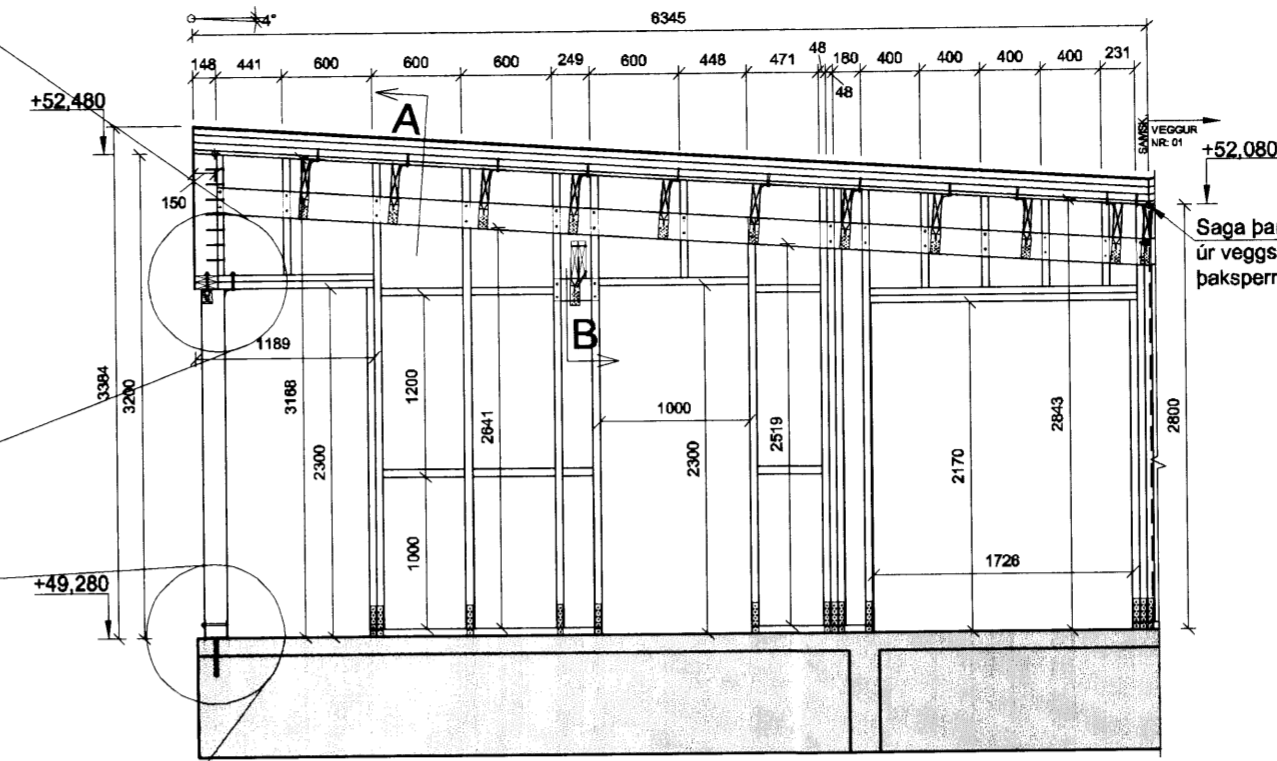 4°
6345
148 441 600 600 600 249 600 448 471 48 180 400 400 400 400 231
48
+52,480
A
SAMSK.
VEGGUR
NR: 01
+52,080
150
Saga þa
úr veggs
þaksperr
B
1189
3384
3200
3168
2300
1200
2641
1000
2300
2519
2170
2843
2800
1000
1726
+49,280